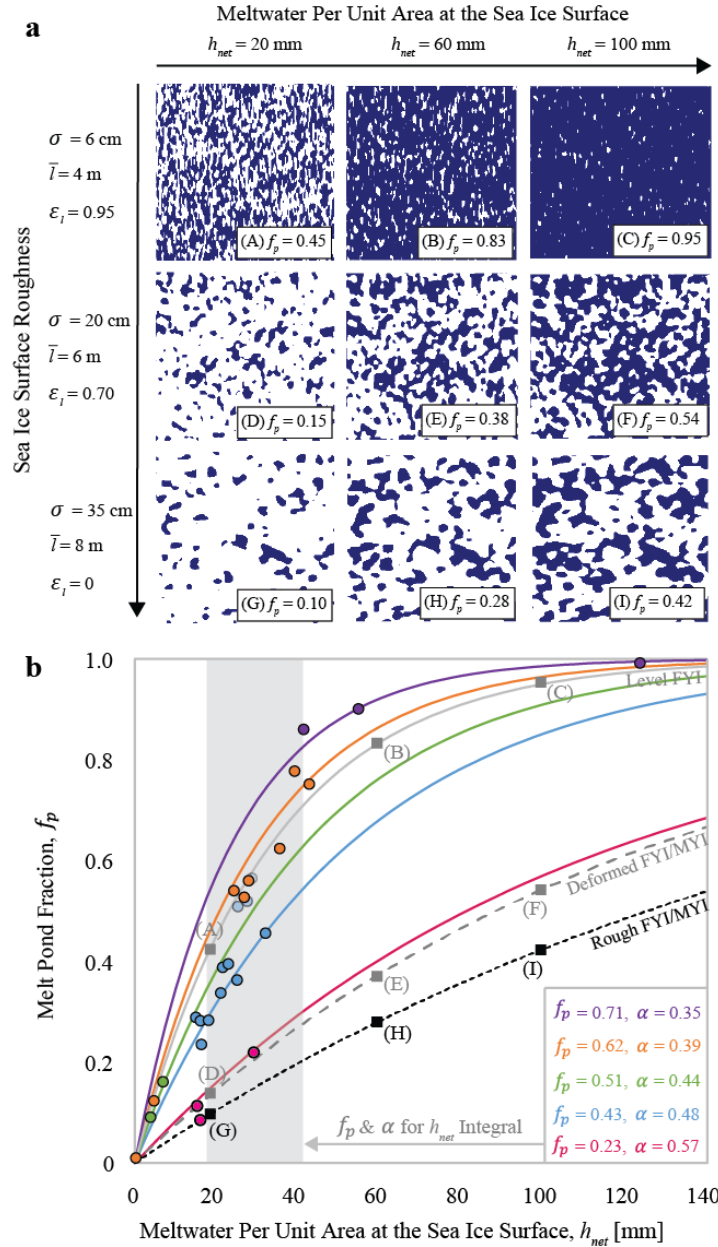 a
Meltwater Per Unit Area at the Sea Ice Surface
h_net = 20 mm
h_net = 60 mm
h_net = 100 mm
Sea Ice Surface Roughness
σ = 6 cm
l̅ = 4 m
ε_l = 0.95
(A) f_p = 0.45
(B) f_p = 0.83
(C) f_p = 0.95
σ = 20 cm
l̅ = 6 m
ε_l = 0.70
(D) f_p = 0.15
(E) f_p = 0.38
(F) f_p = 0.54
σ = 35 cm
l̅ = 8 m
ε_l = 0
(G) f_p = 0.10
(H) f_p = 0.28
(I) f_p = 0.42
b
Melt Pond Fraction, f_p
1.0
0.8
0.6
0.4
0.2
0
(C)
Level FYI
(B)
(A)
Deformed FYI/MYI
(F)
Rough FYI/MYI
(E)
(I)
(H)
(D)
(G)
f_p = 0.71, α = 0.35
f_p = 0.62, α = 0.39
f_p = 0.51, α = 0.44
f_p = 0.43, α = 0.48
f_p = 0.23, α = 0.57
f_p & α for h_net Integral
0 20 40 60 80 100 120 140
Meltwater Per Unit Area at the Sea Ice Surface, h_net [mm]